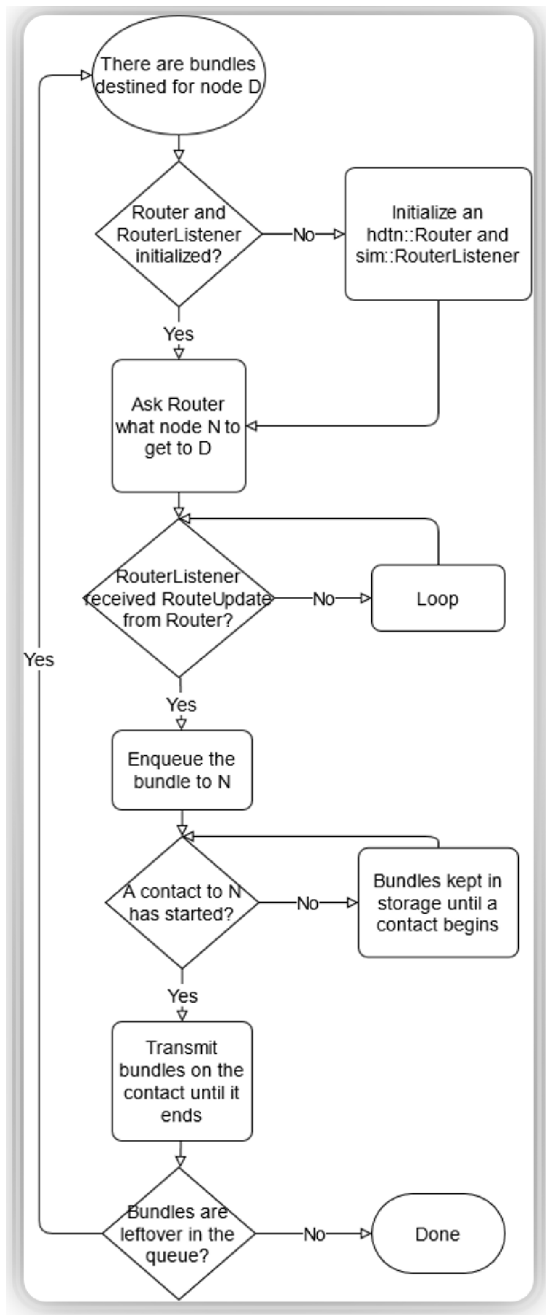 There are bundles
destined for node D
Router and
RouterListener
initialized?
No
Initialize an
hdtn::Router and
sim::RouterListener
Yes
Ask Router
what node N to
get to D
RouterListener
received RouteUpdate
from Router?
No
Loop
Yes
Yes
Enqueue the
bundle to N
A contact to N
has started?
No
Bundles kept in
storage until a
contact begins
Yes
Transmit
bundles on the
contact until it
ends
Bundles are
leftover in the
queue?
No
Done